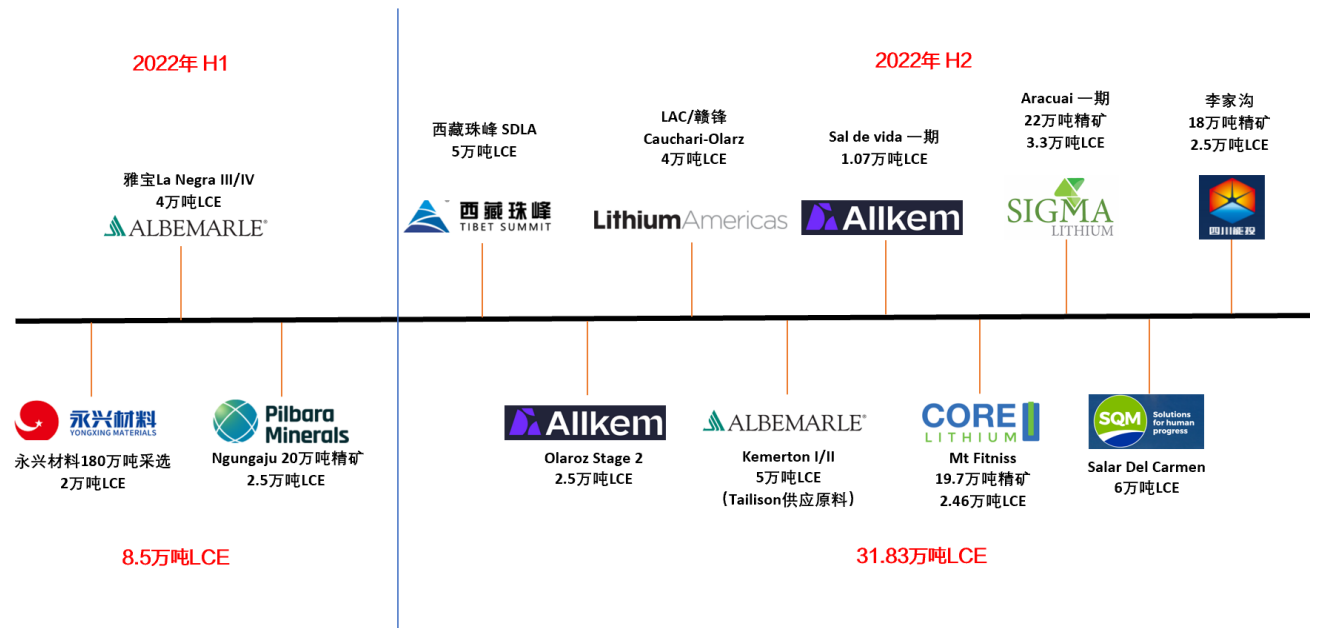 2022年 H1
2022年 H2
雅宝La Negra III/IV
4万吨LCE
ALBEMARLE®
西藏珠峰 SDLA
5万吨LCE
西藏珠峰
TIBET SUMMIT
LAC/赣锋
Cauchari-Olarz
4万吨LCE
LithiumAmericas
Sal de vida 一期
1.07万吨LCE
Allkem
Aracuai 一期
22万吨精矿
3.3万吨LCE
SIGMA
LITHIUM
李家沟
18万吨精矿
2.5万吨LCE
四川能投
永兴材料
YONGXING MATERIALS
永兴材料180万吨采选
2万吨LCE
Pilbara
Minerals
Ngungaju 20万吨精矿
2.5万吨LCE
Allkem
Olaroz Stage 2
2.5万吨LCE
ALBEMARLE®
Kemerton I/II
5万吨LCE
（Tailison供应原料）
CORE
LITHIUM
Mt Fitniss
19.7万吨精矿
2.46万吨LCE
SQM
Solutions
for human
progress
Salar Del Carmen
6万吨LCE
8.5万吨LCE
31.83万吨LCE